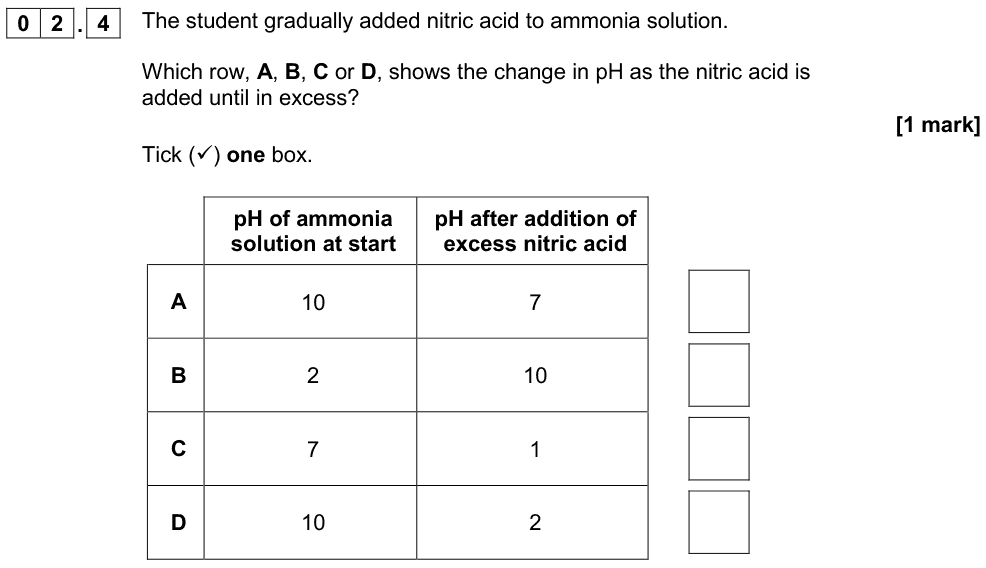 02.4 The student gradually added nitric acid to ammonia solution.
Which row, A, B, C or D, shows the change in pH as the nitric acid is
added until in excess?
[1 mark]
Tick (✓) one box.
pH of ammonia solution at start pH after addition of excess nitric acid
A 10 7
B 2 10
C 7 1
D 10 2